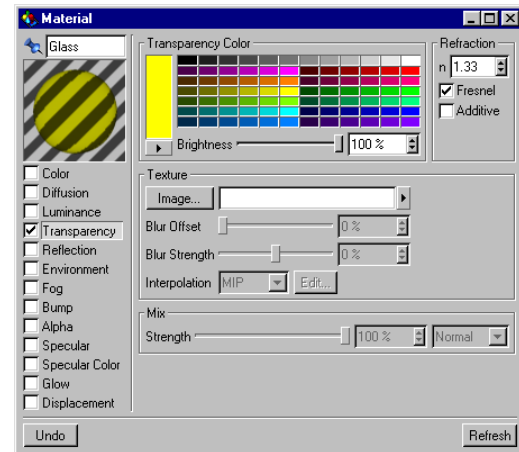 Material
Glass
Transparency Color
Refraction
n 1.33
Fresnel
Additive
Brightness 100 %
Color
Diffusion
Luminance
Transparency
Reflection
Environment
Fog
Bump
Alpha
Specular
Specular Color
Glow
Displacement
Texture
Image...
Blur Offset 0 %
Blur Strength 0 %
Interpolation MIP Edit...
Mix
Strength 100 % Normal
Undo
Refresh